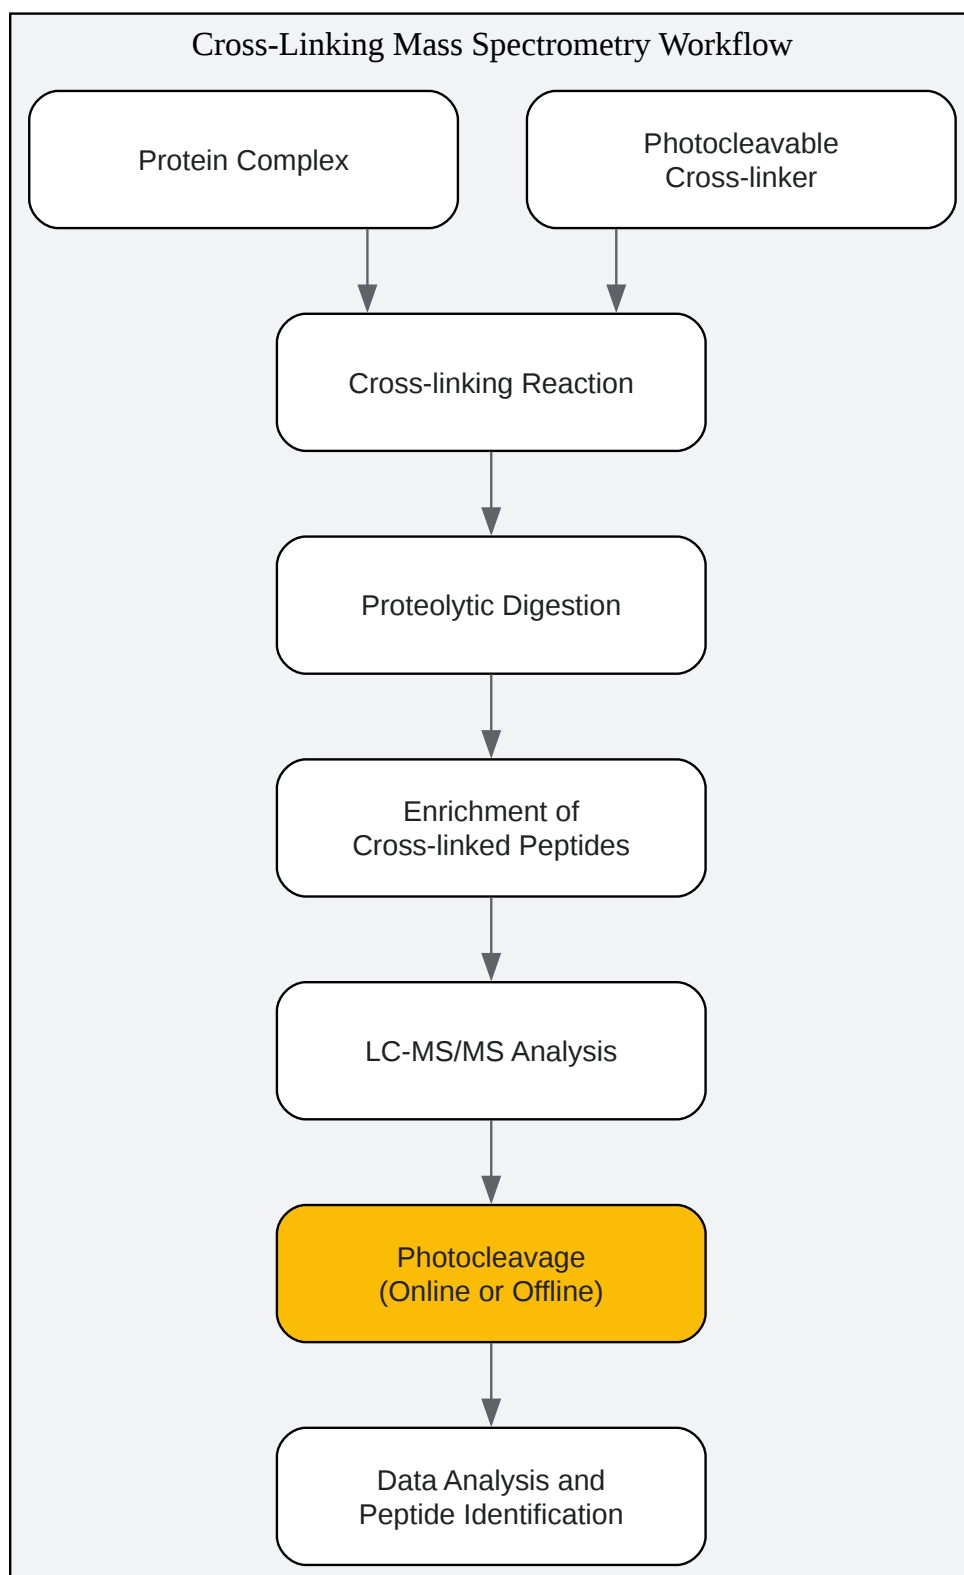 Cross-Linking Mass Spectrometry Workflow
Protein Complex
Photocleavable
Cross-linker
Cross-linking Reaction
Proteolytic Digestion
Enrichment of
Cross-linked Peptides
LC-MS/MS Analysis
Photocleavage
(Online or Offline)
Data Analysis and
Peptide Identification